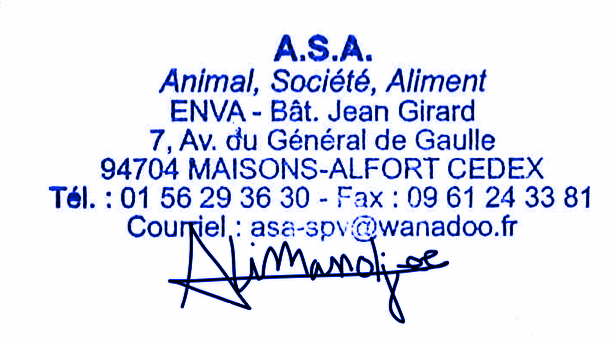 A.S.A.
Animal, Société, Aliment
ENVA - Bât. Jean Girard
7, Av. du Général de Gaulle
94704 MAISONS-ALFORT CEDEX
Tél. : 01 56 29 36 30 - Fax : 09 61 24 33 81
Courriel : asa-spv@wanadoo.fr